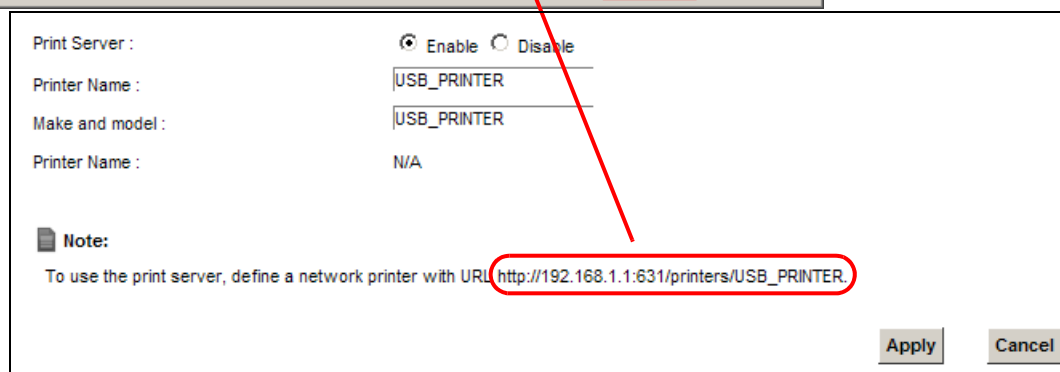 Print Server : Enable Disable
Printer Name : USB_PRINTER
Make and model : USB_PRINTER
Printer Name : N/A
Note:
To use the print server, define a network printer with URL http://192.168.1.1:631/printers/USB_PRINTER.
Apply Cancel